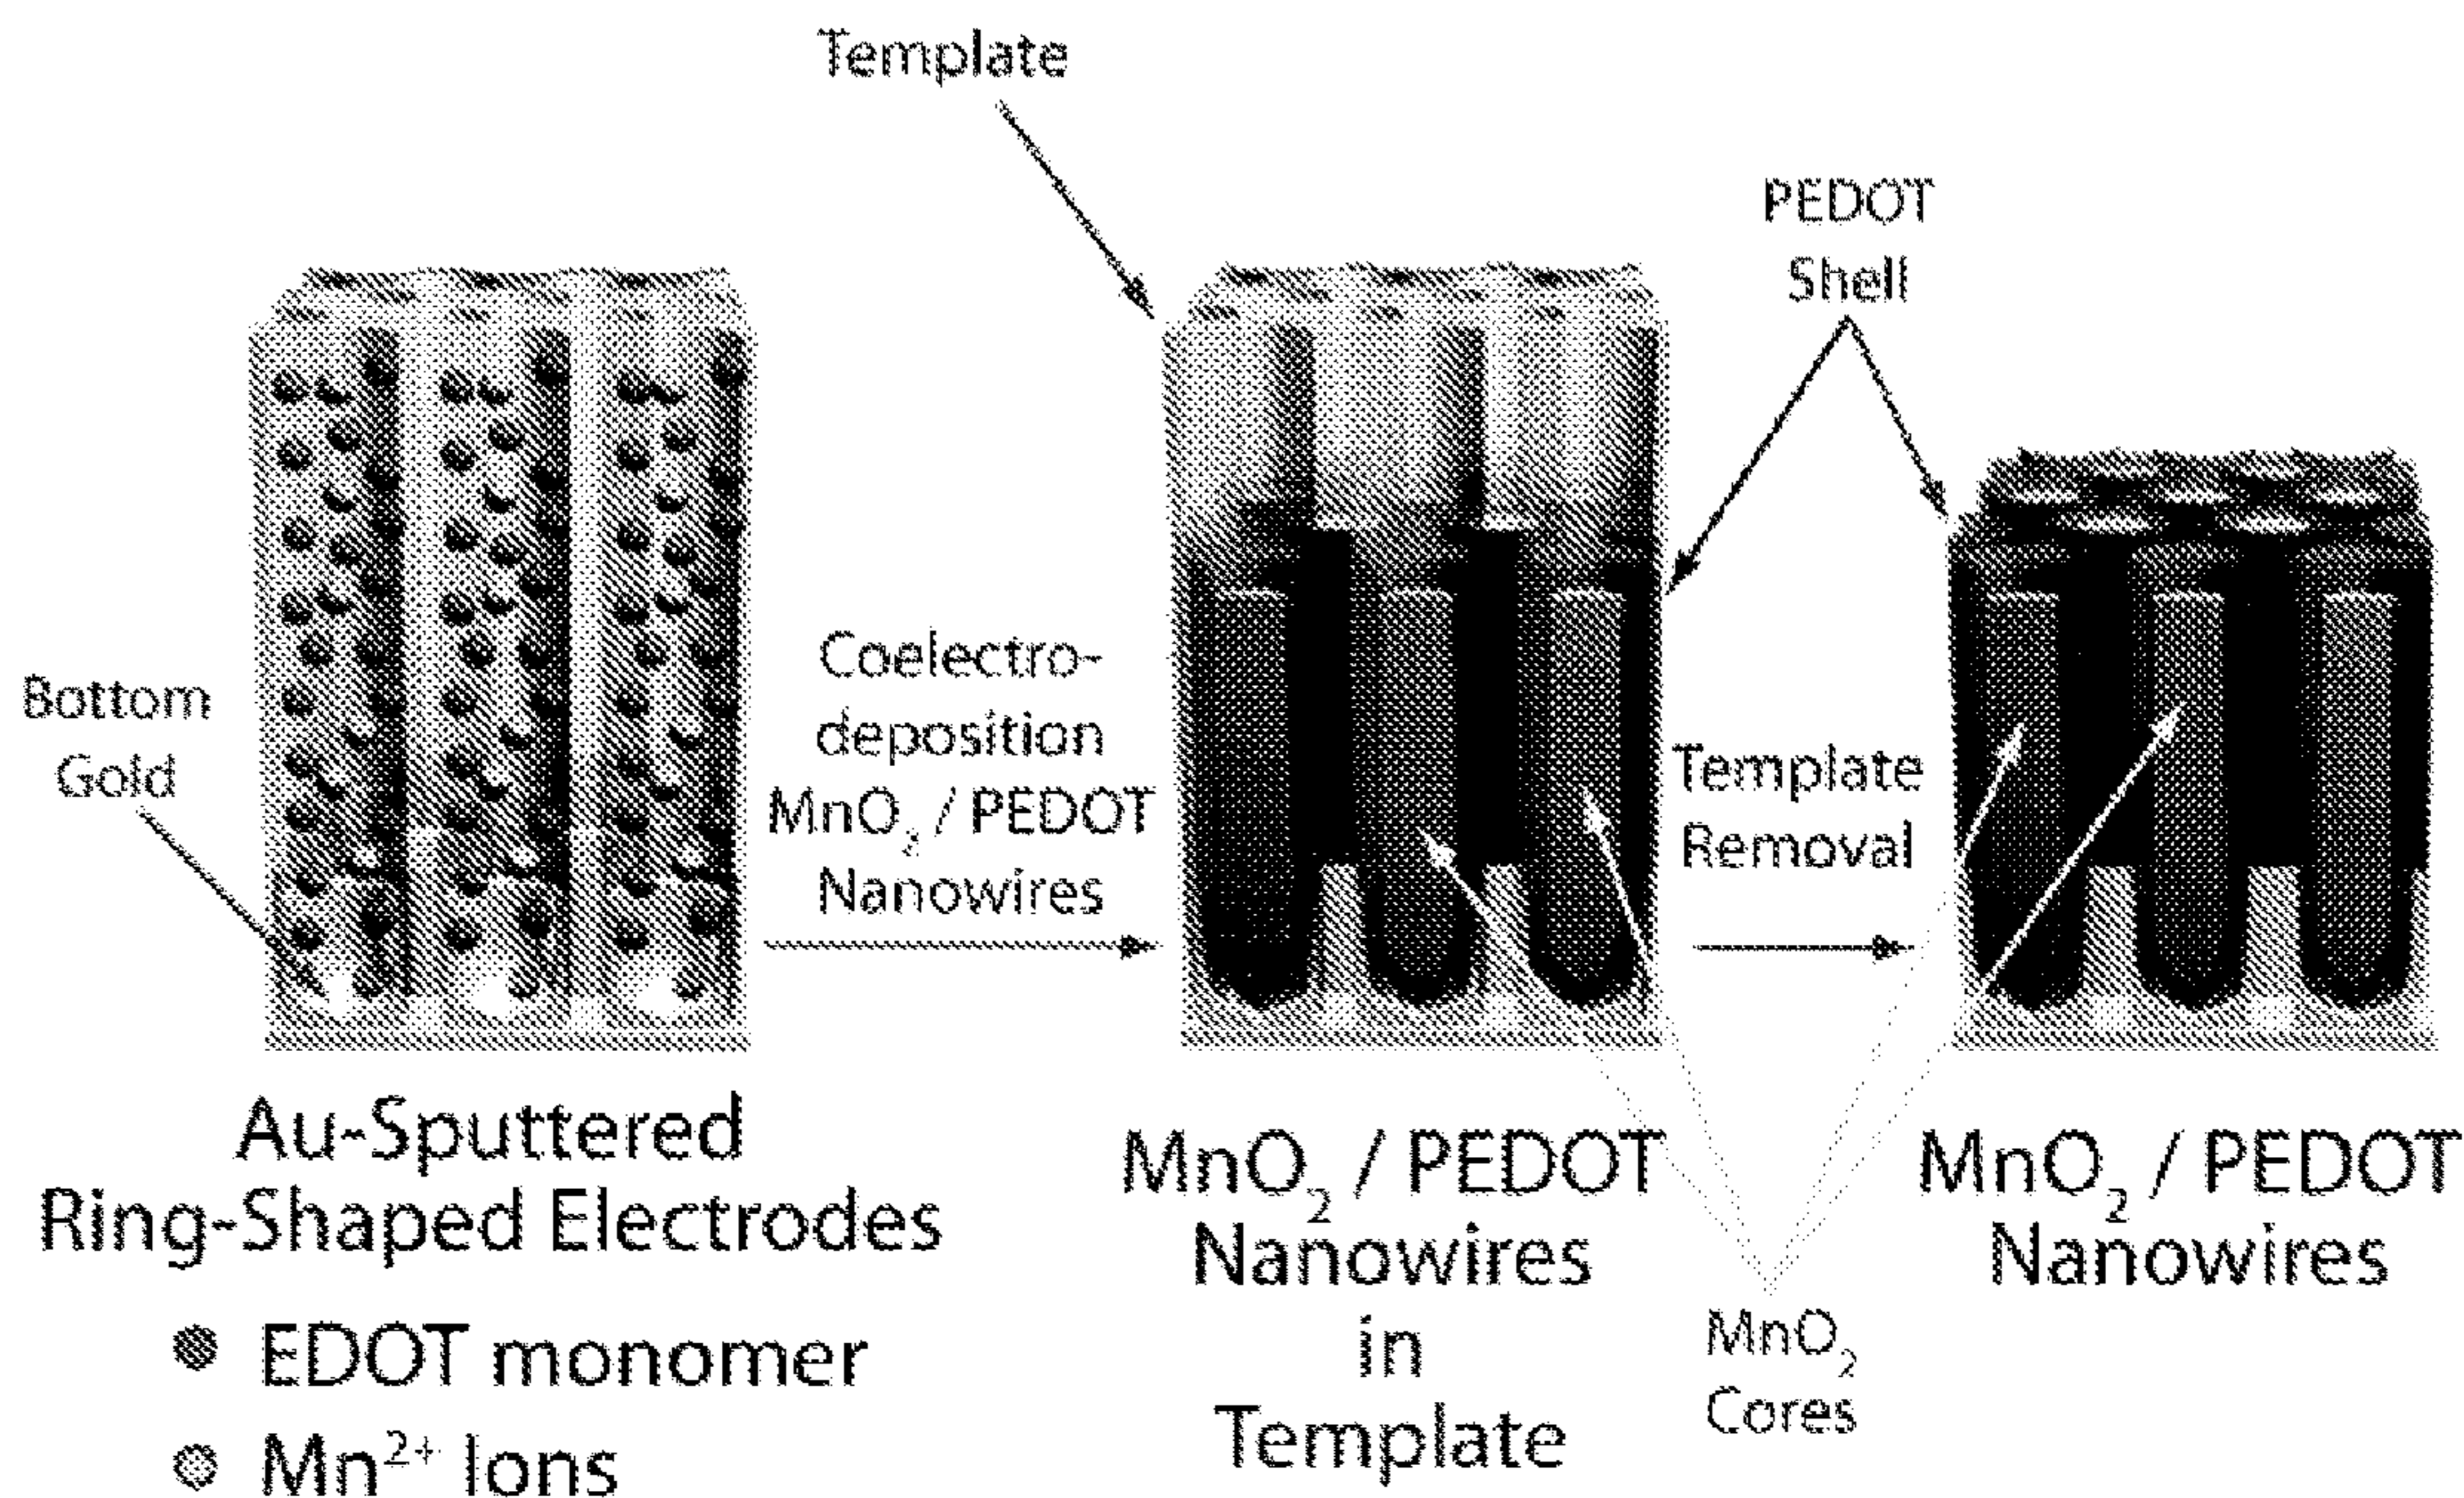 Template
PEDOT
Shell
Bottom
Gold
Coelectro-
deposition
MnO₂ / PEDOT
Nanowires
Template
Removal
Au-Sputtered
Ring-Shaped Electrodes
EDOT monomer
Mn²⁺ Ions
MnO₂ / PEDOT
Nanowires
in
Template
MnO₂
Cores
MnO₂ / PEDOT
Nanowires